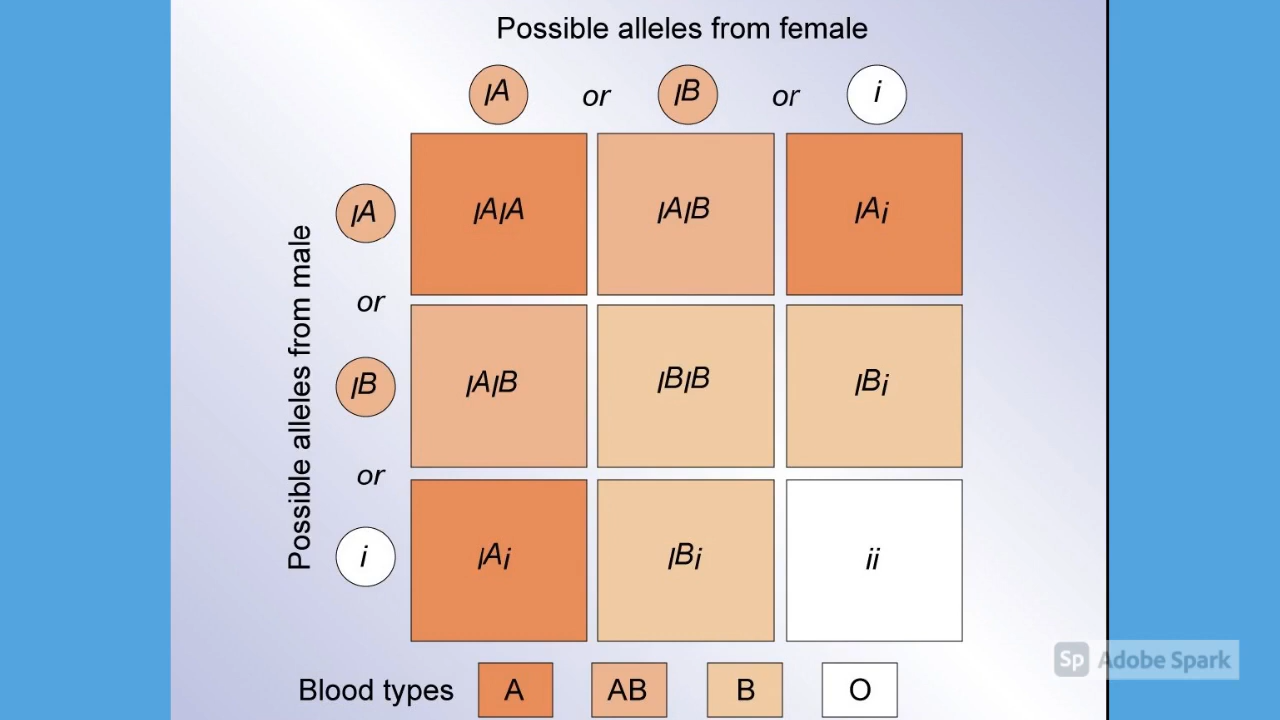 Possible alleles from female
IA or IB or i
Possible alleles from male
IA
or
IB
or
i
IAIA IAIB IAi
IAIB IBIB IBi
IAi IBi ii
Blood types A AB B O
Sp Adobe Spark